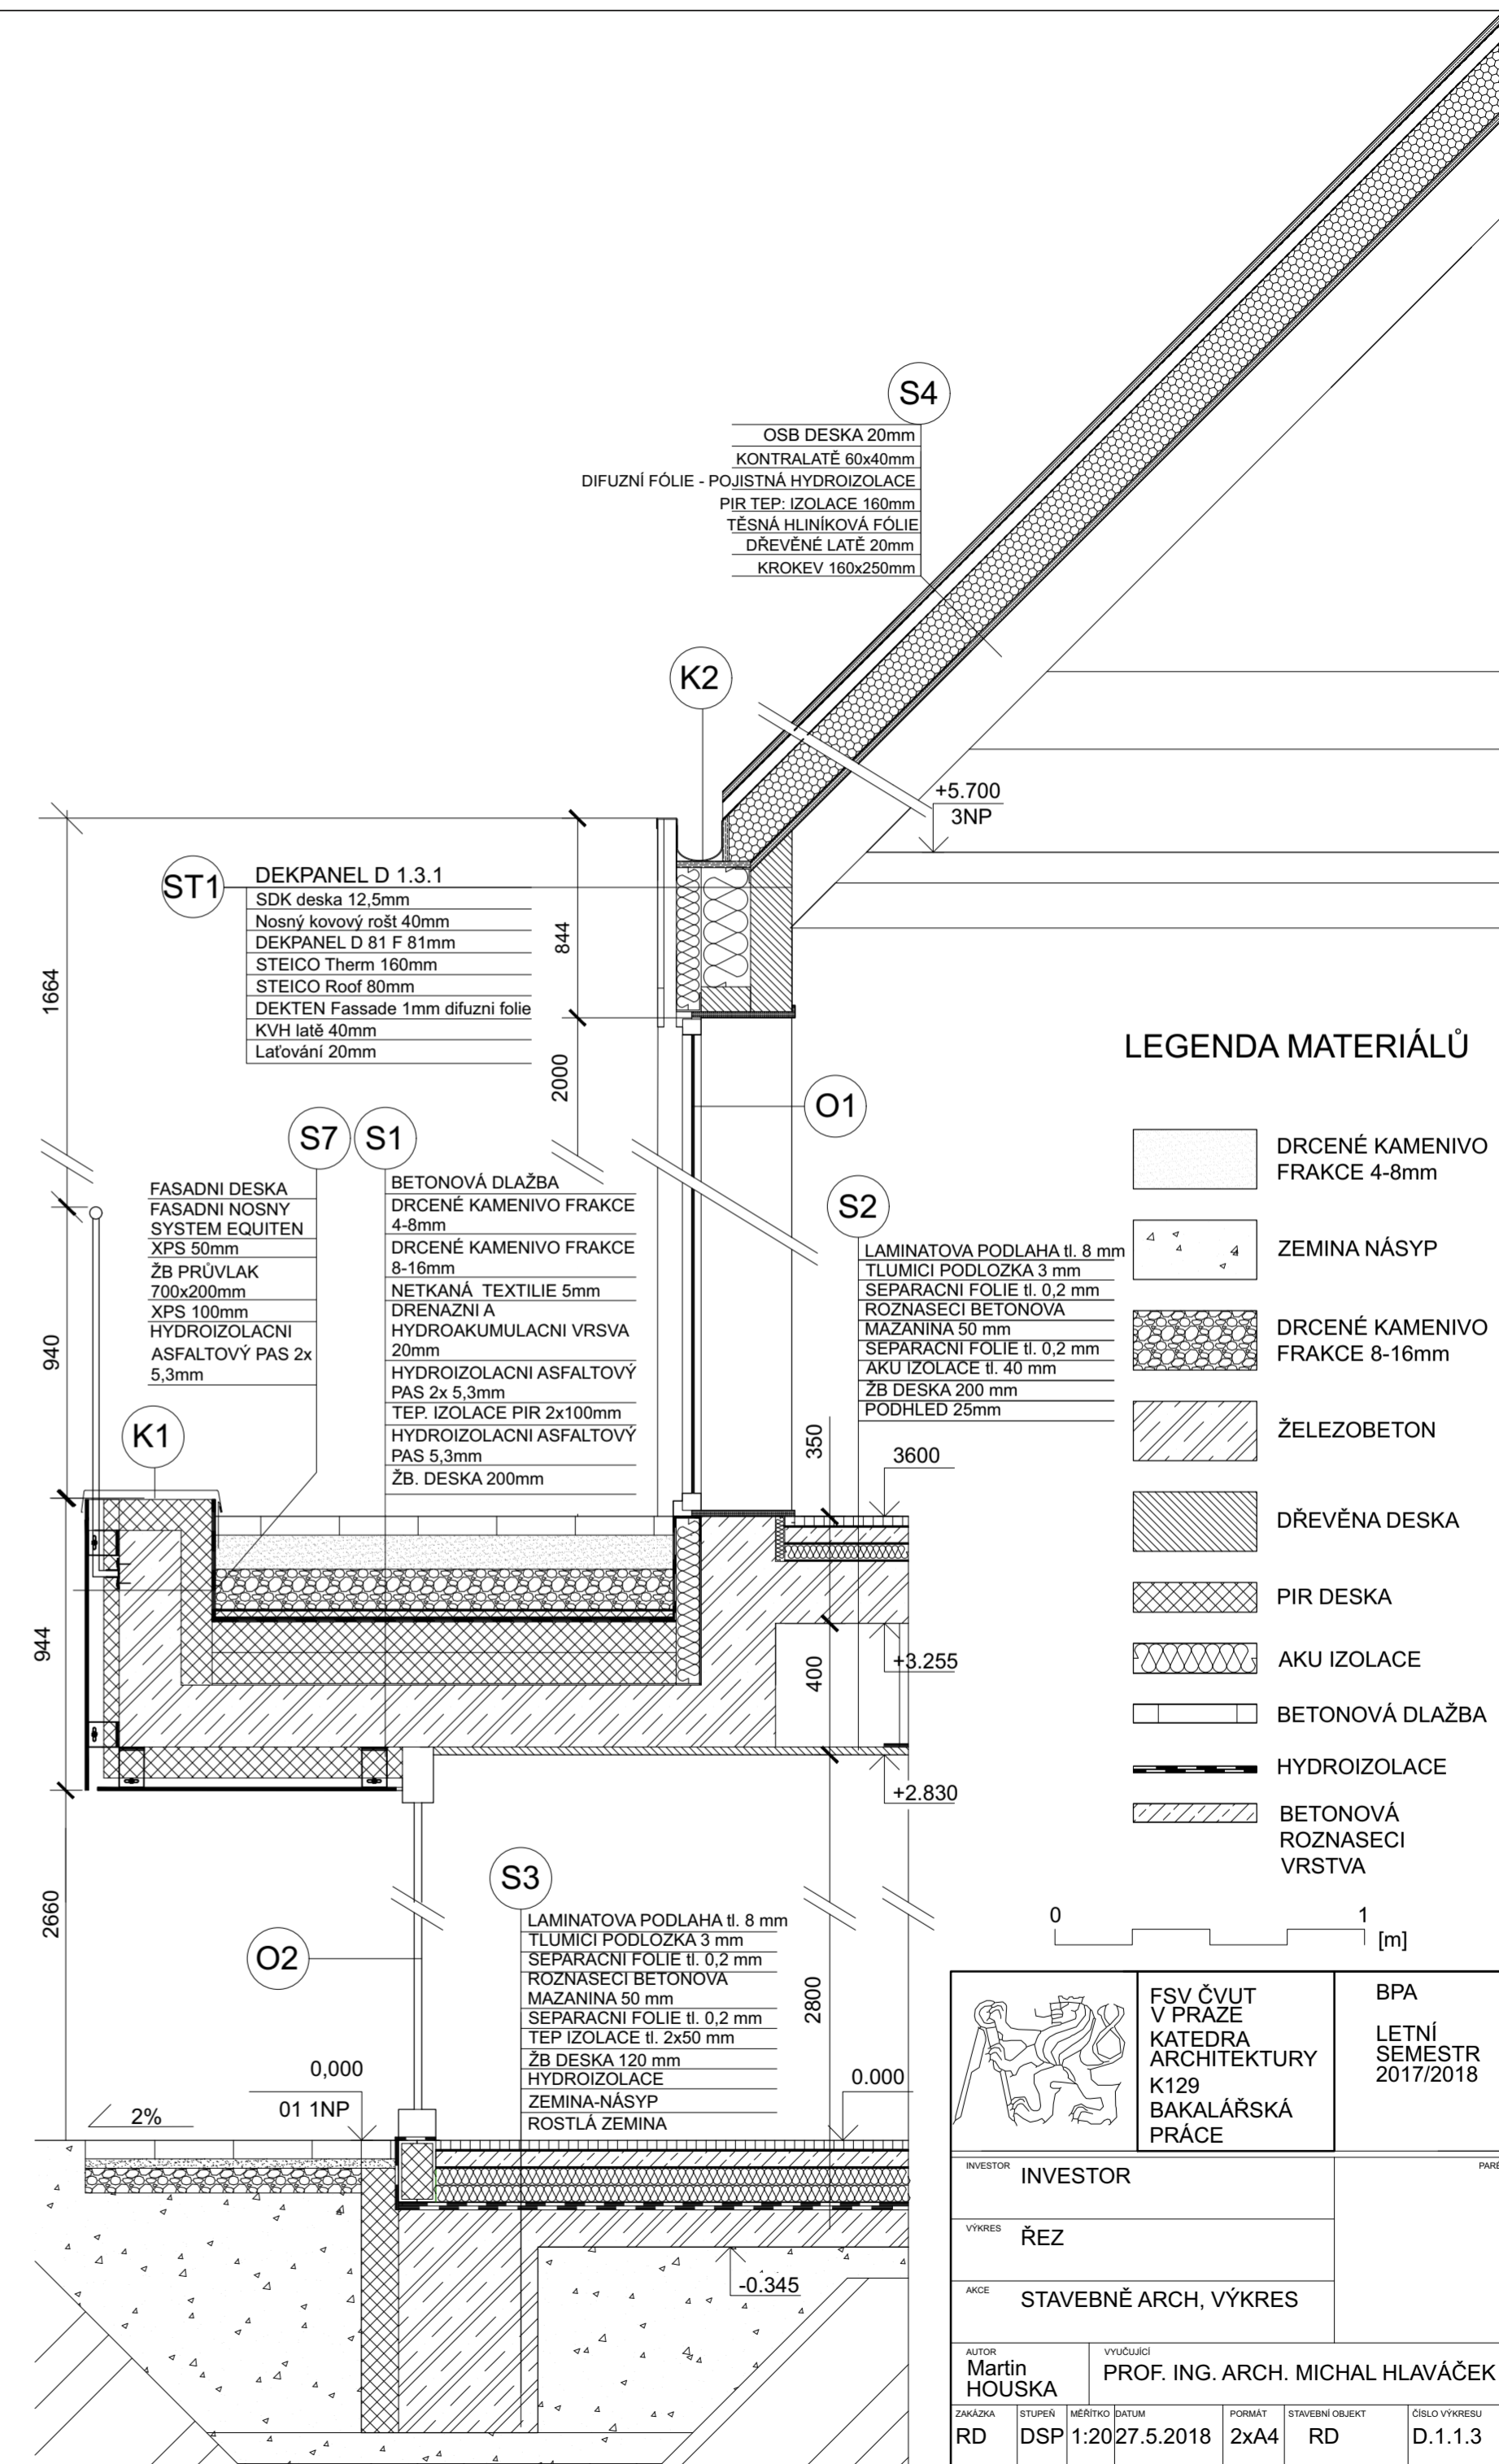 S4
OSB DESKA 20mm
KONTRALATĚ 60x40mm
DIFUZNÍ FÓLIE - POJISTNÁ HYDROIZOLACE
PIR TEP: IZOLACE 160mm
TĚSNÁ HLINÍKOVÁ FÓLIE
DŘEVĚNÉ LATĚ 20mm
KROKEV 160x250mm
K2
+5.700
3NP
ST1
DEKPANEL D 1.3.1
SDK deska 12,5mm
Nosný kovový rošt 40mm
DEKPANEL D 81 F 81mm
STEICO Therm 160mm
STEICO Roof 80mm
DEKTEN Fassade 1mm difuzni folie
KVH latě 40mm
Laťování 20mm
844
1664
2000
O1
S7
FASADNI DESKA
FASADNI NOSNY
SYSTEM EQUITEN
XPS 50mm
ŽB PRŮVLAK
700x200mm
XPS 100mm
HYDROIZOLACNI
ASFALTOVÝ PAS 2x
5,3mm
S1
BETONOVÁ DLAŽBA
DRCENÉ KAMENIVO FRAKCE
4-8mm
DRCENÉ KAMENIVO FRAKCE
8-16mm
NETKANÁ TEXTILIE 5mm
DRENAZNI A
HYDROAKUMULACNI VRSVA
20mm
HYDROIZOLACNI ASFALTOVÝ
PAS 2x 5,3mm
TEP. IZOLACE PIR 2x100mm
HYDROIZOLACNI ASFALTOVÝ
PAS 5,3mm
ŽB. DESKA 200mm
S2
LAMINATOVA PODLAHA tl. 8 mm
TLUMICI PODLOZKA 3 mm
SEPARACNI FOLIE tl. 0,2 mm
ROZNASECI BETONOVA
MAZANINA 50 mm
SEPARACNI FOLIE tl. 0,2 mm
AKU IZOLACE tl. 40 mm
ŽB DESKA 200 mm
PODHLED 25mm
940
K1
350
3600
944
400
+3.255
+2.830
2660
O2
S3
LAMINATOVA PODLAHA tl. 8 mm
TLUMICI PODLOZKA 3 mm
SEPARACNI FOLIE tl. 0,2 mm
ROZNASECI BETONOVA
MAZANINA 50 mm
SEPARACNI FOLIE tl. 0,2 mm
TEP IZOLACE tl. 2x50 mm
ŽB DESKA 120 mm
HYDROIZOLACE
ZEMINA-NÁSYP
ROSTLÁ ZEMINA
2800
0,000
01 1NP
0.000
2%
-0.345
LEGENDA MATERIÁLŮ
DRCENÉ KAMENIVO
FRAKCE 4-8mm
ZEMINA NÁSYP
DRCENÉ KAMENIVO
FRAKCE 8-16mm
ŽELEZOBETON
DŘEVĚNA DESKA
PIR DESKA
AKU IZOLACE
BETONOVÁ DLAŽBA
HYDROIZOLACE
BETONOVÁ
ROZNASECI
VRSTVA
0 1
[m]
FSV ČVUT
V PRAZE
KATEDRA
ARCHITEKTURY
K129
BAKALÁŘSKÁ
PRÁCE
BPA
LETNÍ
SEMESTR
2017/2018
INVESTOR
INVESTOR
PARÉ
VÝKRES
ŘEZ
AKCE
STAVEBNĚ ARCH, VÝKRES
AUTOR
Martin
HOUSKA
VYUČUJÍCÍ
PROF. ING. ARCH. MICHAL HLAVÁČEK
ZAKÁZKA
RD
STUPEŇ
DSP
MĚŘÍTKO
1:20
DATUM
27.5.2018
PORMÁT
2xA4
STAVEBNÍ OBJEKT
RD
ČÍSLO VÝKRESU
D.1.1.3